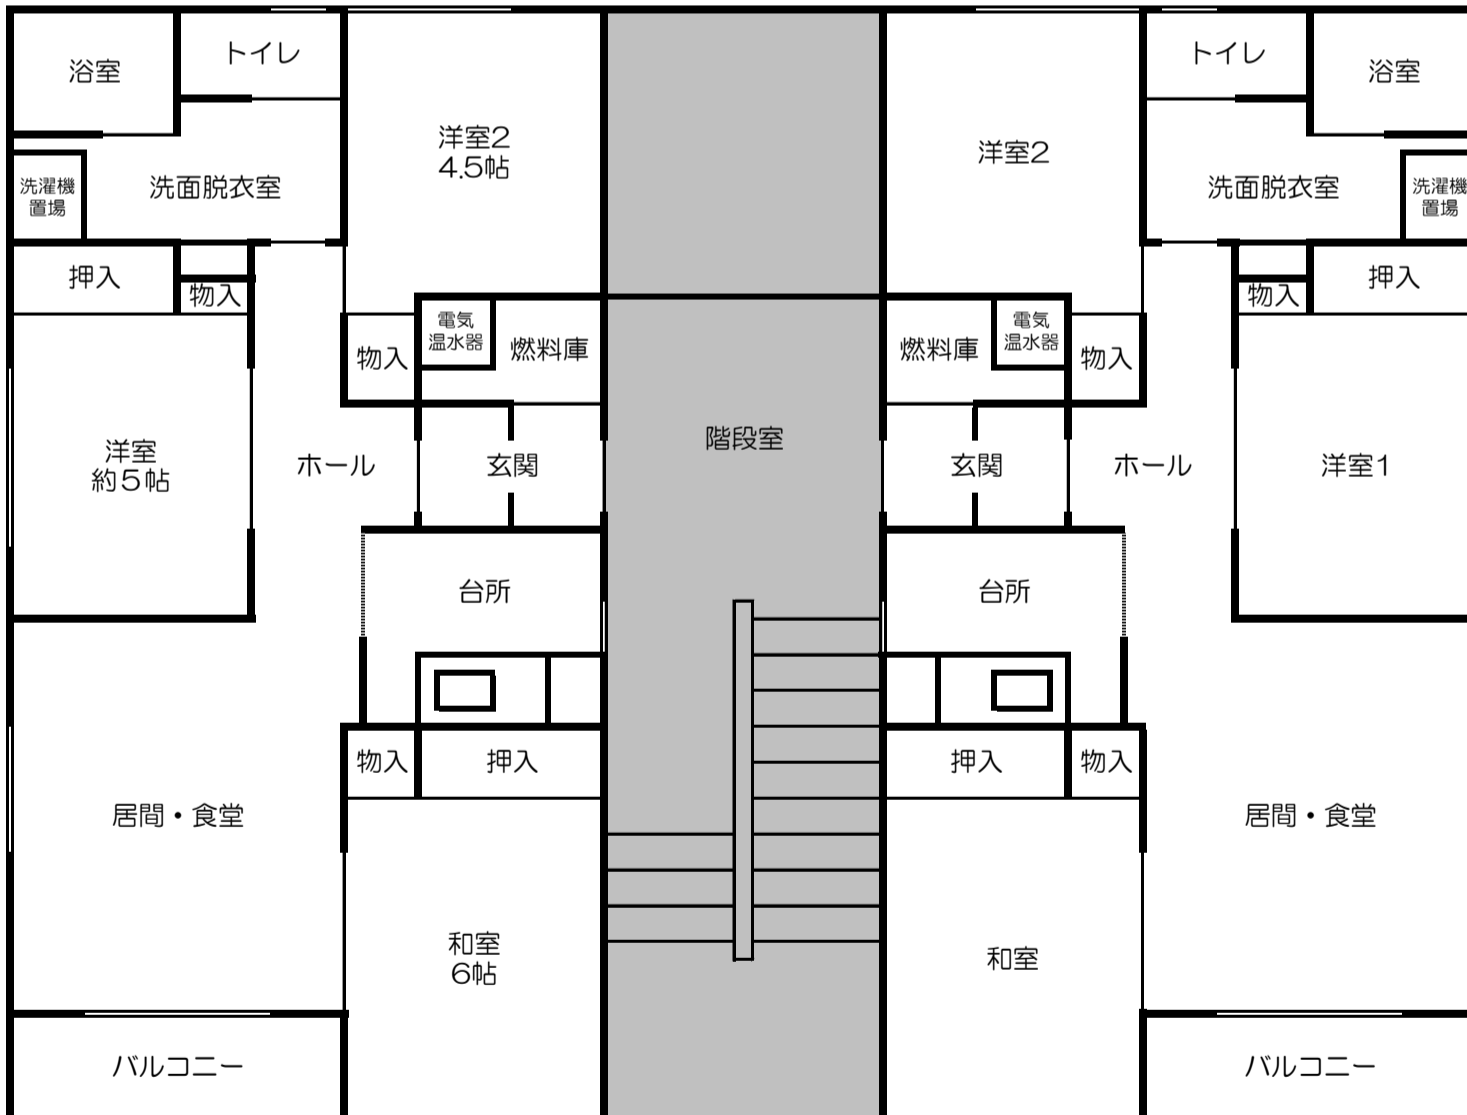 浴室
トイレ
洋室2
4.5帖
洋室2
トイレ
浴室
洗濯機
置場
洗面脱衣室
洗面脱衣室
洗濯機
置場
押入
物入
物入
押入
電気
温水器
燃料庫
物入
燃料庫
電気
温水器
物入
洋室
約5帖
ホール
玄関
階段室
玄関
ホール
洋室1
台所
台所
物入
押入
押入
物入
居間・食堂
居間・食堂
和室
6帖
和室
バルコニー
バルコニー